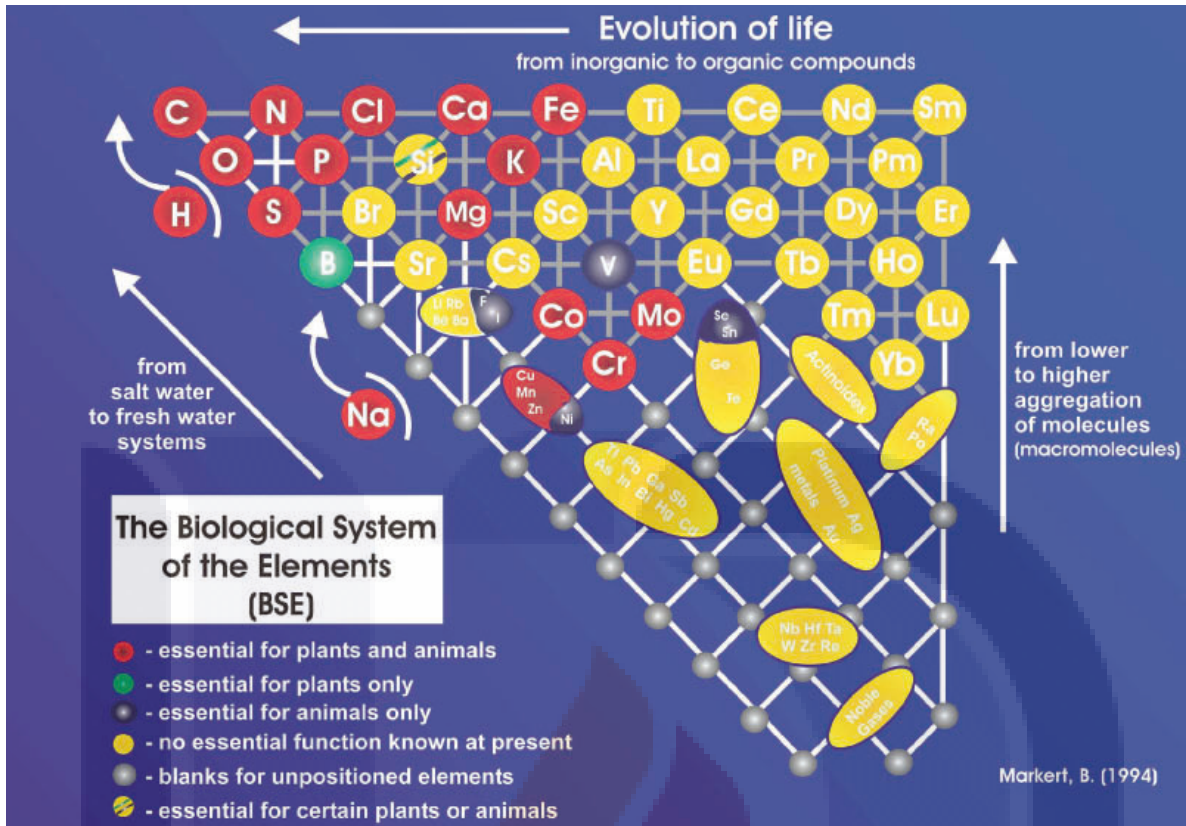 Evolution of life
from inorganic to organic compounds
C N Cl Ca Fe Ti Ce Nd Sm
O P Si K Al La Pr Pm
H S Br Mg Sc Y Gd Dy Er
B Sr Cs V Eu Tb Ho
Li Rb F
Be Ba I
Co Mo
Se
Sn
Tm Lu
Cr
Ge
Te
Actinoides
Yb
from
salt water
to fresh water
systems
Na
Cu
Mn
Zn Ni
Ra
Po
from lower
to higher
aggregation
of molecules
(macromolecules)
Tl Pb Ga Sb
As In Bi Hg Cd
Platinum Ag
metals Au
The Biological System
of the Elements
(BSE)
Nb Hf Ta
W Zr Re
Noble
Gases
- essential for plants and animals
- essential for plants only
- essential for animals only
- no essential function known at present
- blanks for unpositioned elements
- essential for certain plants or animals
Markert, B. (1994)